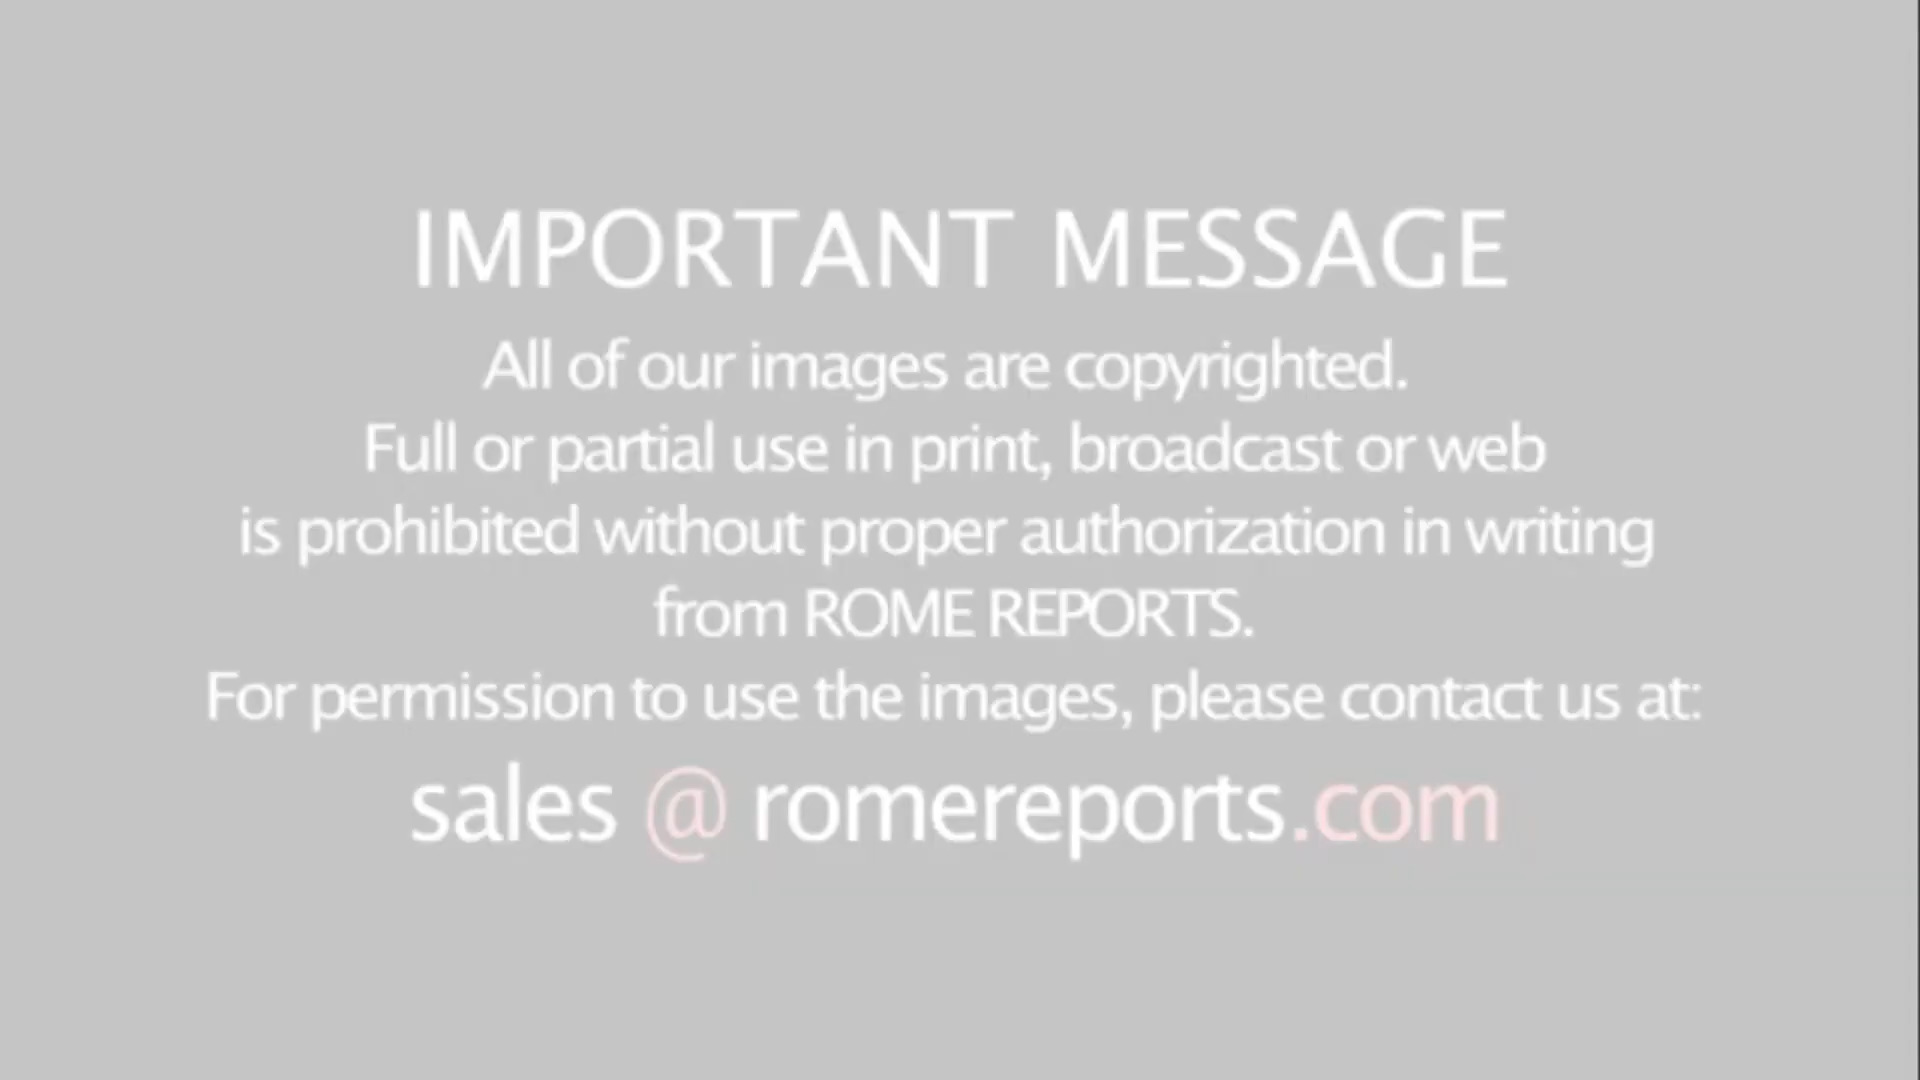 IMPORTANT MESSAGE
All of our images are copyrighted.
Full or partial use in print, broadcast or web
is prohibited without proper authorization in writing
from ROME REPORTS.
For permission to use the images, please contact us at:
sales @ romereports.com